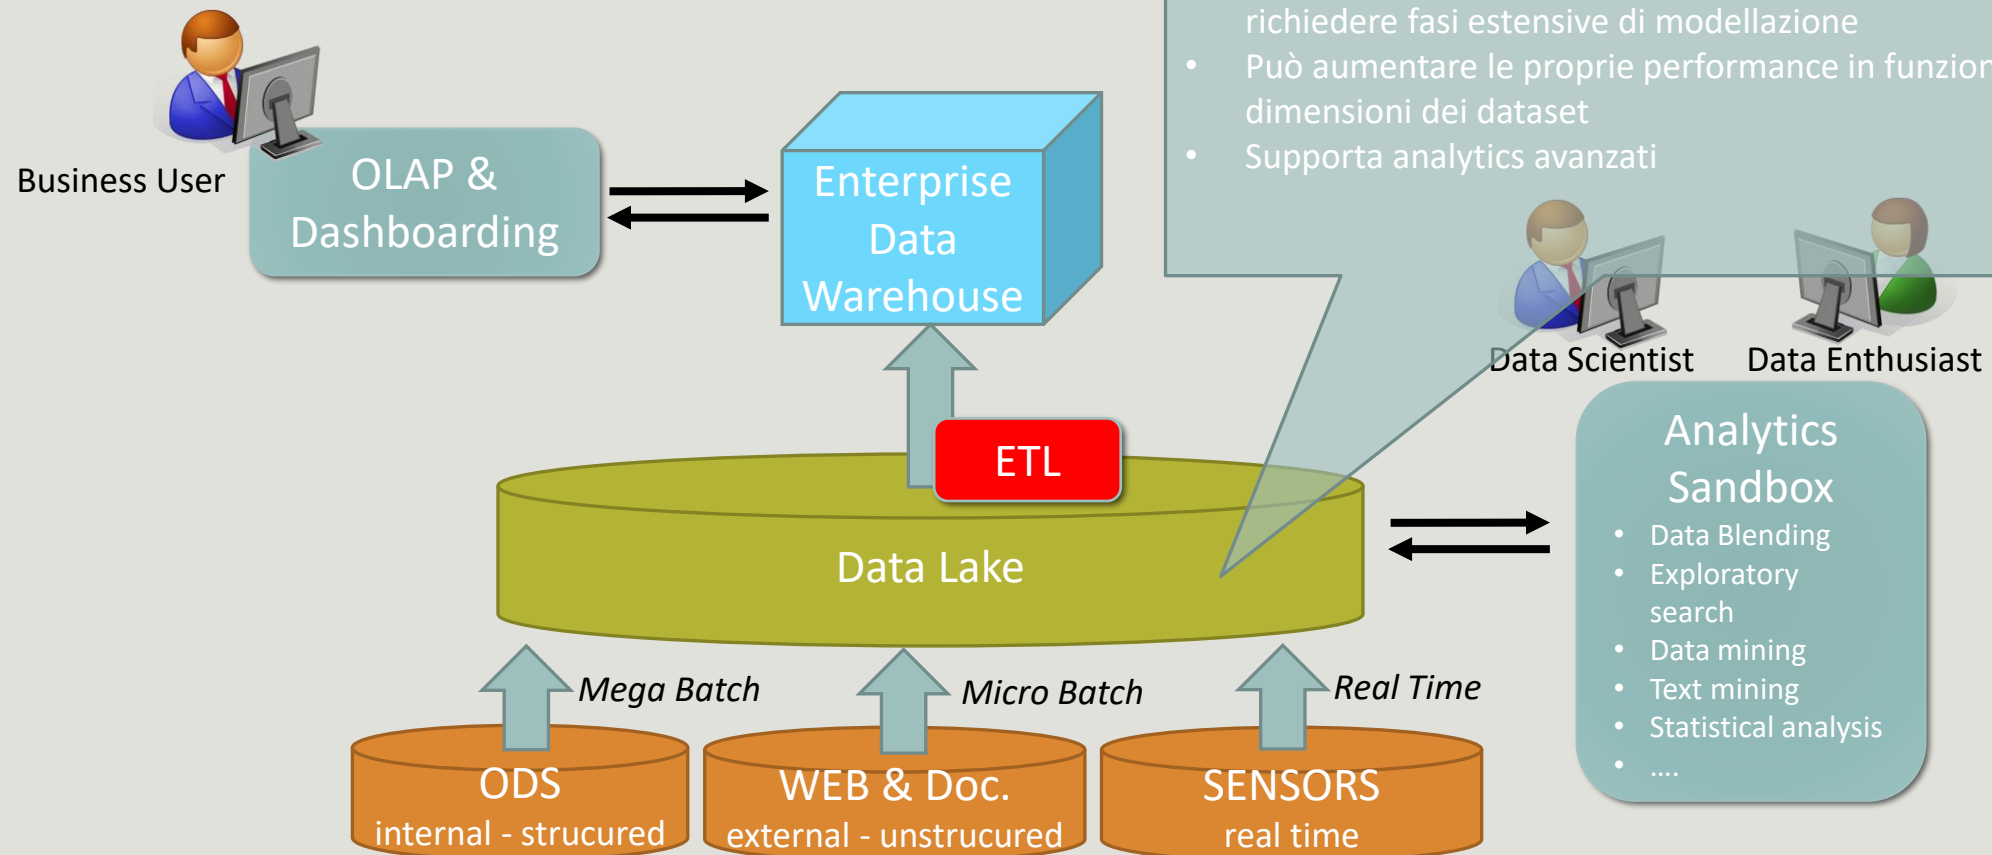 richiedere fasi estensive di modellazione
• Può aumentare le proprie performance in funzion
dimensioni dei dataset
• Supporta analytics avanzati
Business User
OLAP &
Dashboarding
Enterprise
Data
Warehouse
Data Scientist
Data Enthusiast
ETL
Data Lake
Analytics
Sandbox
• Data Blending
• Exploratory
search
• Data mining
• Text mining
• Statistical analysis
• ....
Mega Batch
Micro Batch
Real Time
ODS
internal - strucured
WEB & Doc.
external - unstrucured
SENSORS
real time